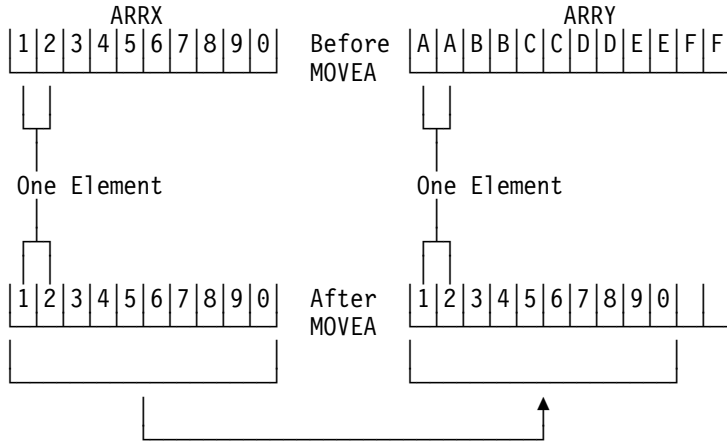 ARRX ARRY
1 2 3 4 5 6 7 8 9 0 Before A A B B C C D D E E F F
MOVEA
One Element One Element
1 2 3 4 5 6 7 8 9 0 After 1 2 3 4 5 6 7 8 9 0
MOVEA